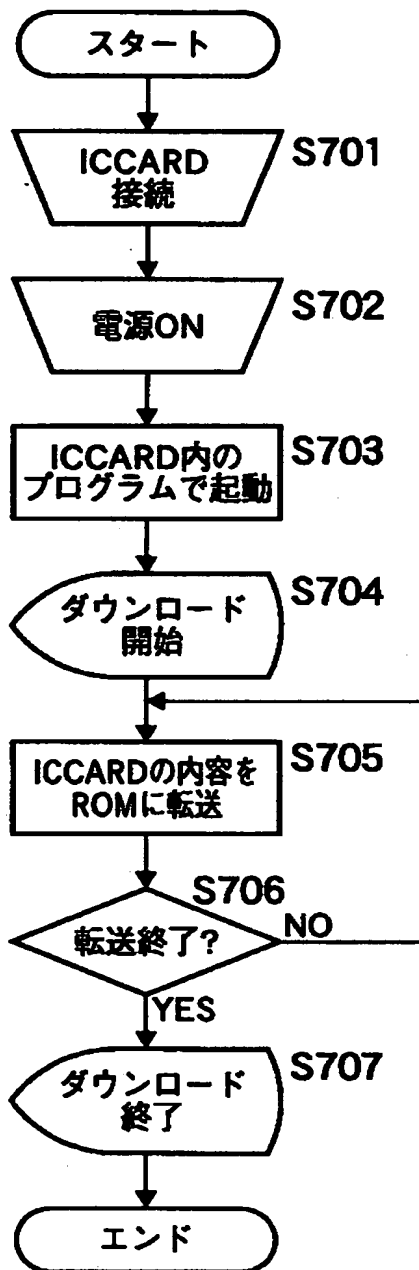 スタート
S701
ICCARD
接続
S702
電源ON
S703
ICCARD内の
プログラムで起動
S704
ダウンロード
開始
S705
ICCARDの内容を
ROMに転送
S706
転送終了?
NO
YES
S707
ダウンロード
終了
エンド